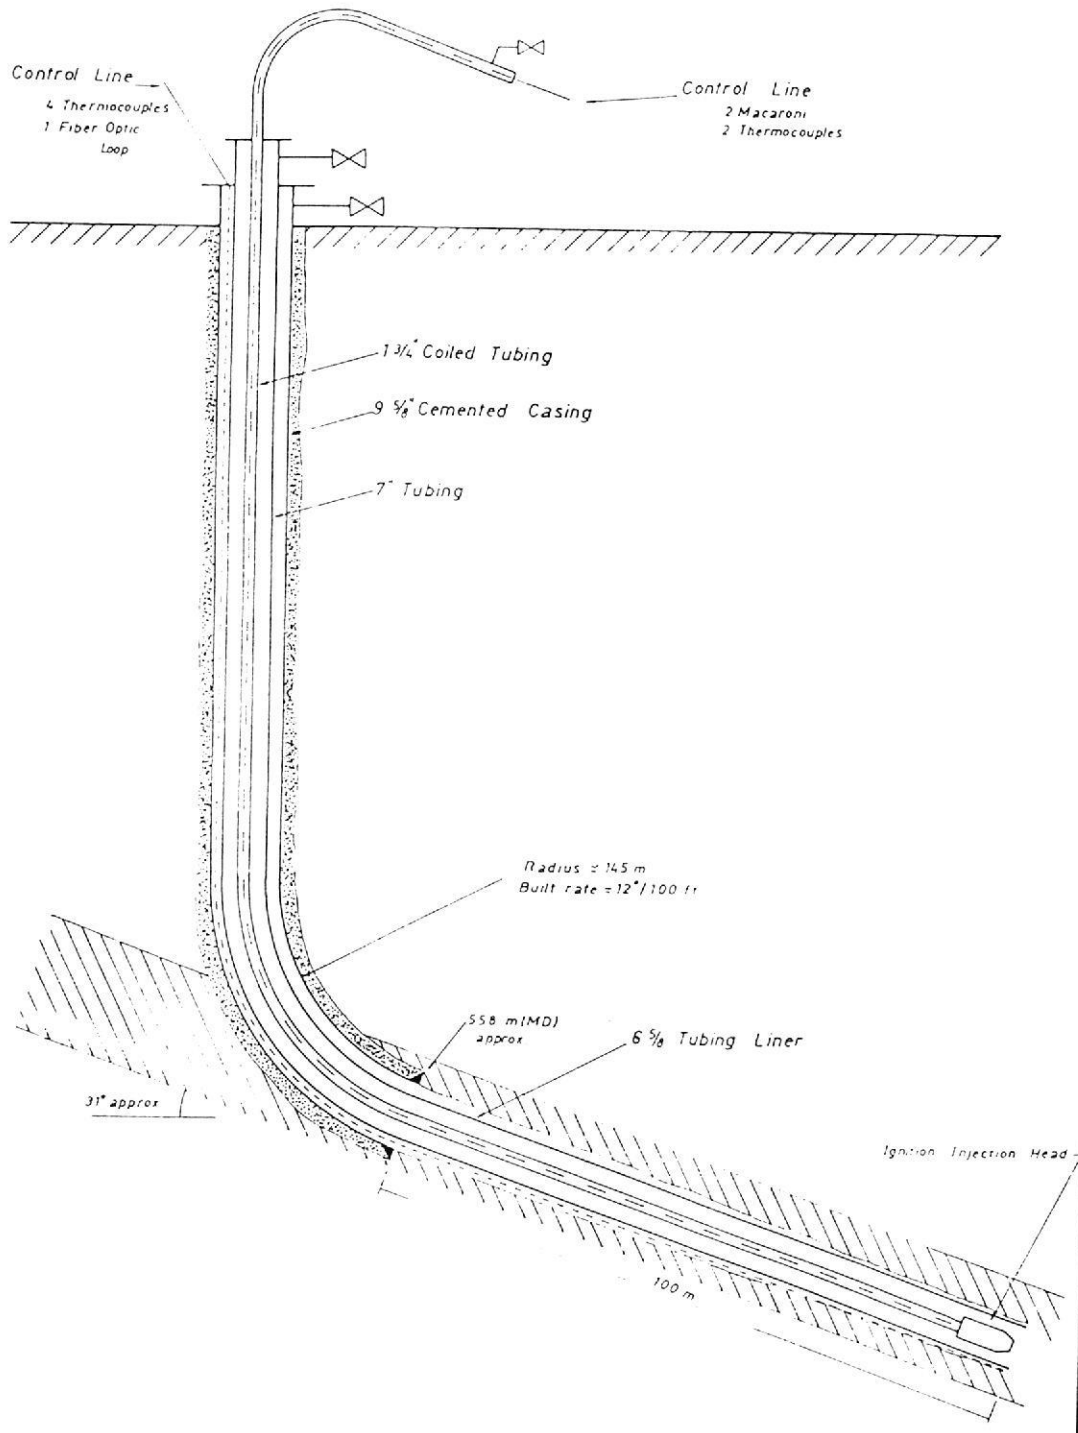 Control Line
4 Thermocouples
1 Fiber Optic
Loop
Control Line
2 Macaroni
2 Thermocouples
1 3/4" Coiled Tubing
9 5/8" Cemented Casing
7" Tubing
Radius = 145 m
Built rate = 12°/100 ft
558 m(MD)
approx
6 5/8 Tubing Liner
31° approx
Ignition Injection Head
100 m